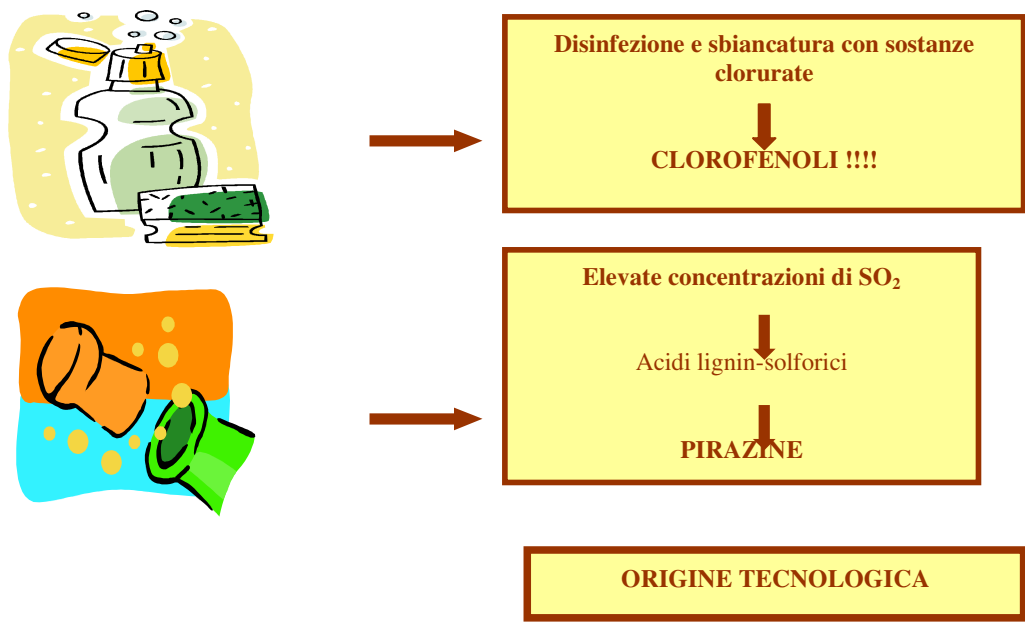 Disinfezione e sbiancatura con sostanze
clorurate
CLOROFENOLI !!!!
Elevate concentrazioni di SO₂
Acidi lignin-solforici
PIRAZINE
ORIGINE TECNOLOGICA